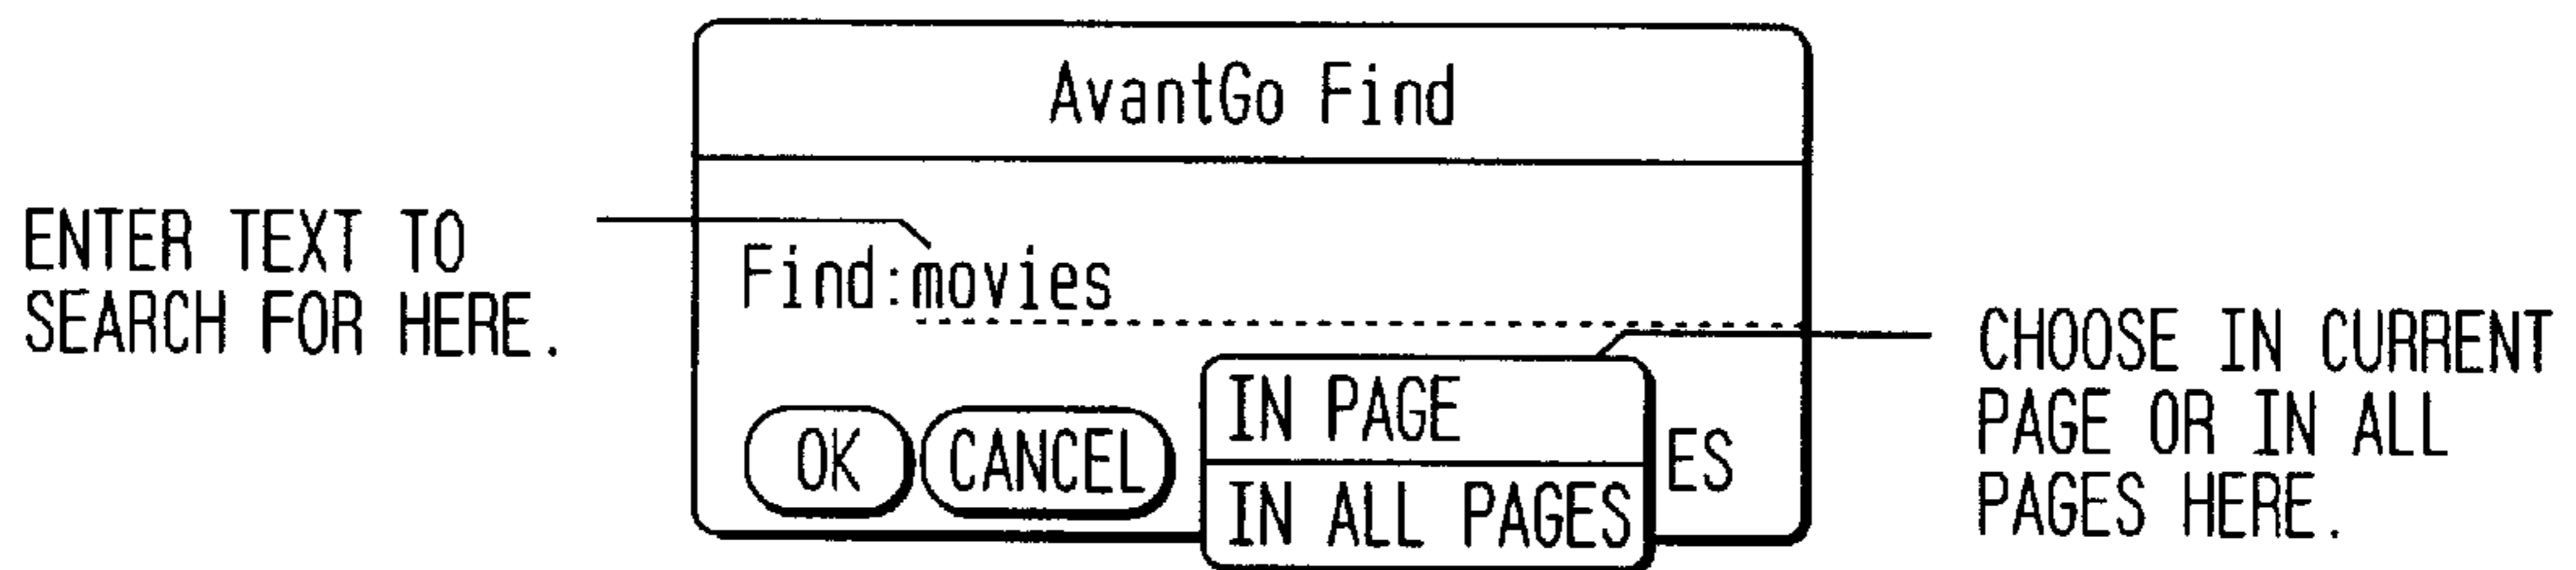 AvantGo Find
ENTER TEXT TO
SEARCH FOR HERE.
Find:movies
CHOOSE IN CURRENT
PAGE OR IN ALL
PAGES HERE.
OK CANCEL IN PAGE ES
IN ALL PAGES